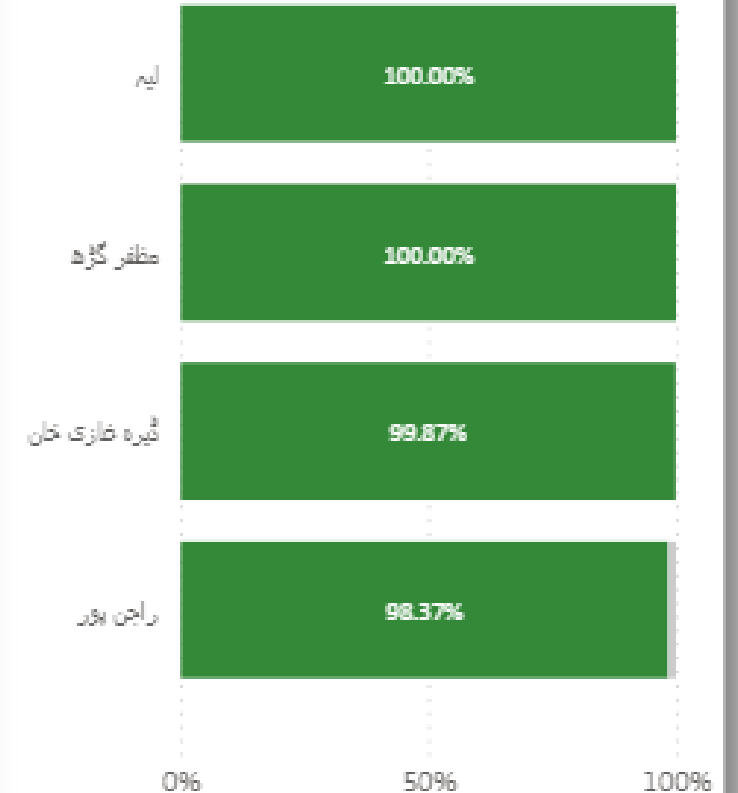 لیہ
100.00%
مظفر گڑھ
100.00%
ڈیرہ غازی خان
99.87%
راجن پور
98.37%
0% 50% 100%